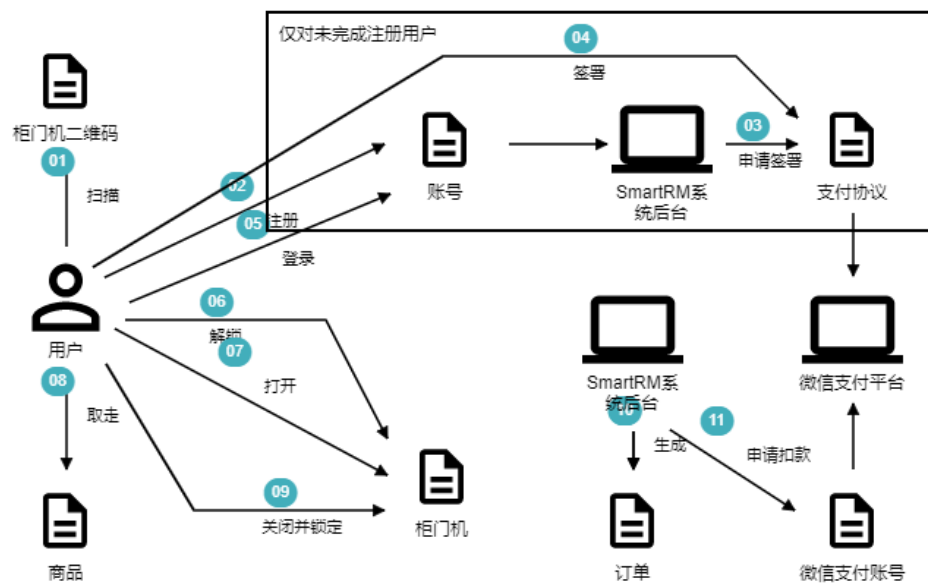 仅对未完成注册用户
04
签署
柜门机二维码
01
扫描
03
申请签署
账号
SmartRM系
统后台
支付协议
02
注册
05
登录
用户
06
解锁
07
打开
08
取走
SmartRM系
统后台
微信支付平台
10
生成
11
申请扣款
09
关闭并锁定
柜门机
商品
订单
微信支付账号